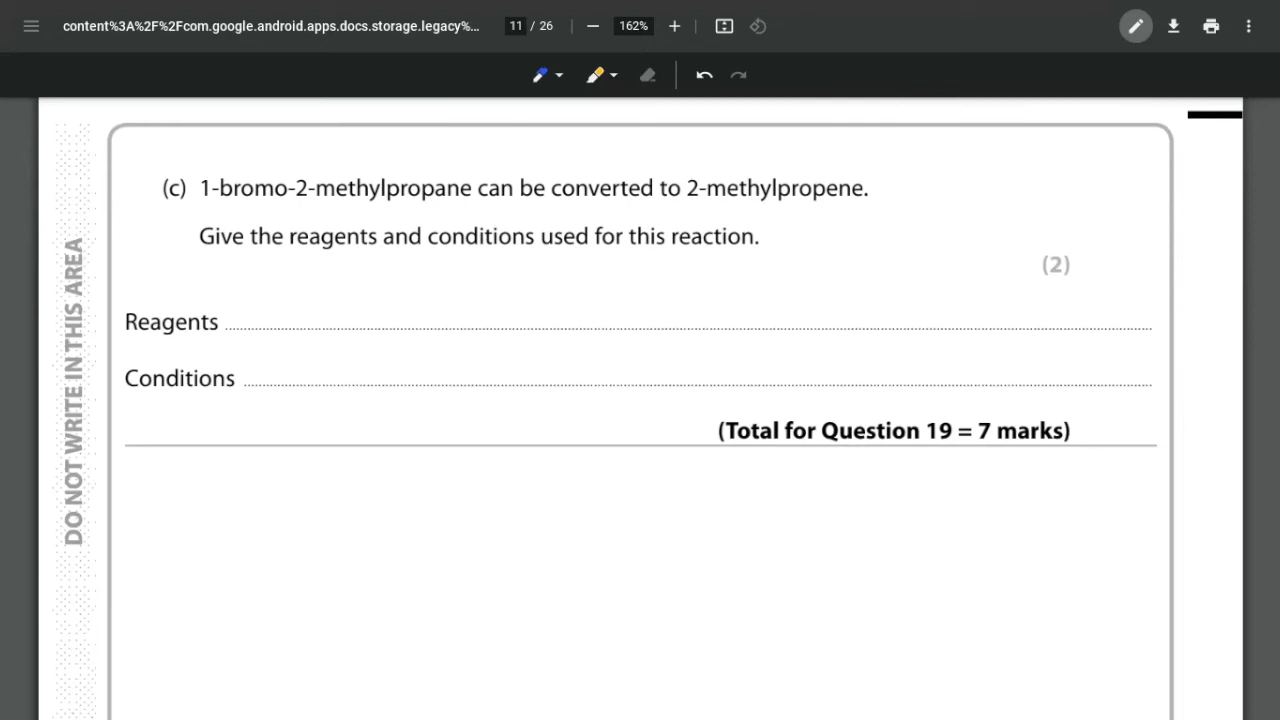 content%3A%2F%2Fcom.google.android.apps.docs.storage.legacy%... 11 / 26 162%
(c) 1-bromo-2-methylpropane can be converted to 2-methylpropene.
Give the reagents and conditions used for this reaction.
(2)
Reagents
Conditions
(Total for Question 19 = 7 marks)
DO NOT WRITE IN THIS AREA